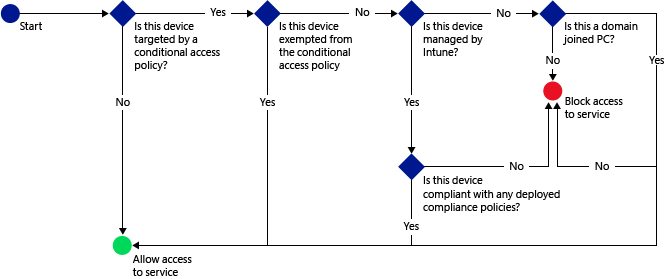 Start
Is this device
targeted by a
conditional access
policy?
Yes
Is this device
exempted from
the conditional
access policy
No
Is this device
managed by
Intune?
No
Is this a domain
joined PC?
No
Yes
No
Yes
Yes
Block access
to service
No
No
Is this device
compliant with any deployed
compliance policies?
Yes
Allow access
to service